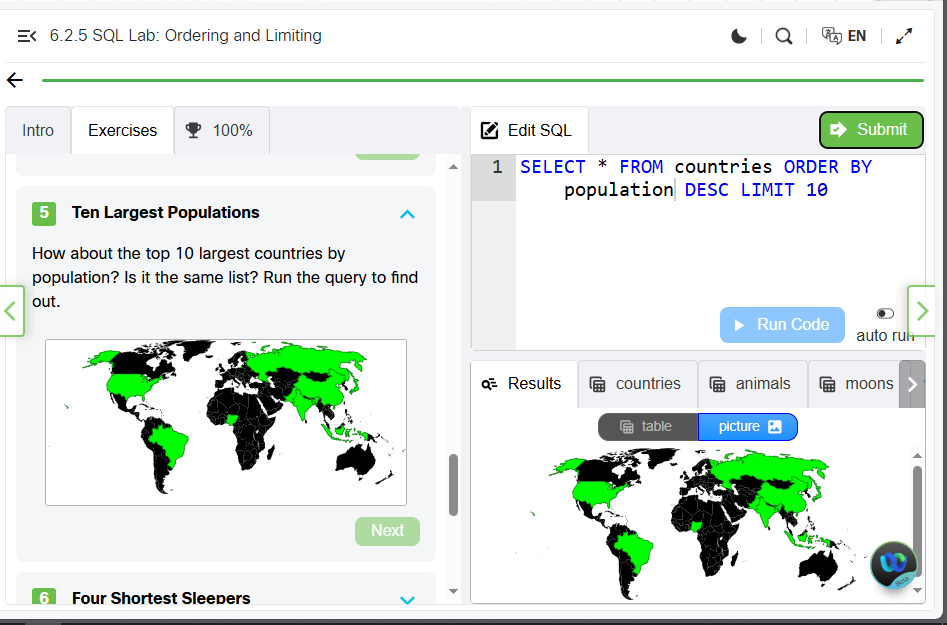 6.2.5 SQL Lab: Ordering and Limiting
EN
Intro
Exercises
100%
5
Ten Largest Populations
How about the top 10 largest countries by
population? Is it the same list? Run the query to find
out.
Next
6
Four Shortest Sleepers
Edit SQL
Submit
1
SELECT * FROM countries ORDER BY
population DESC LIMIT 10
Run Code
auto run
Results
countries
animals
moons
table
picture
Beta